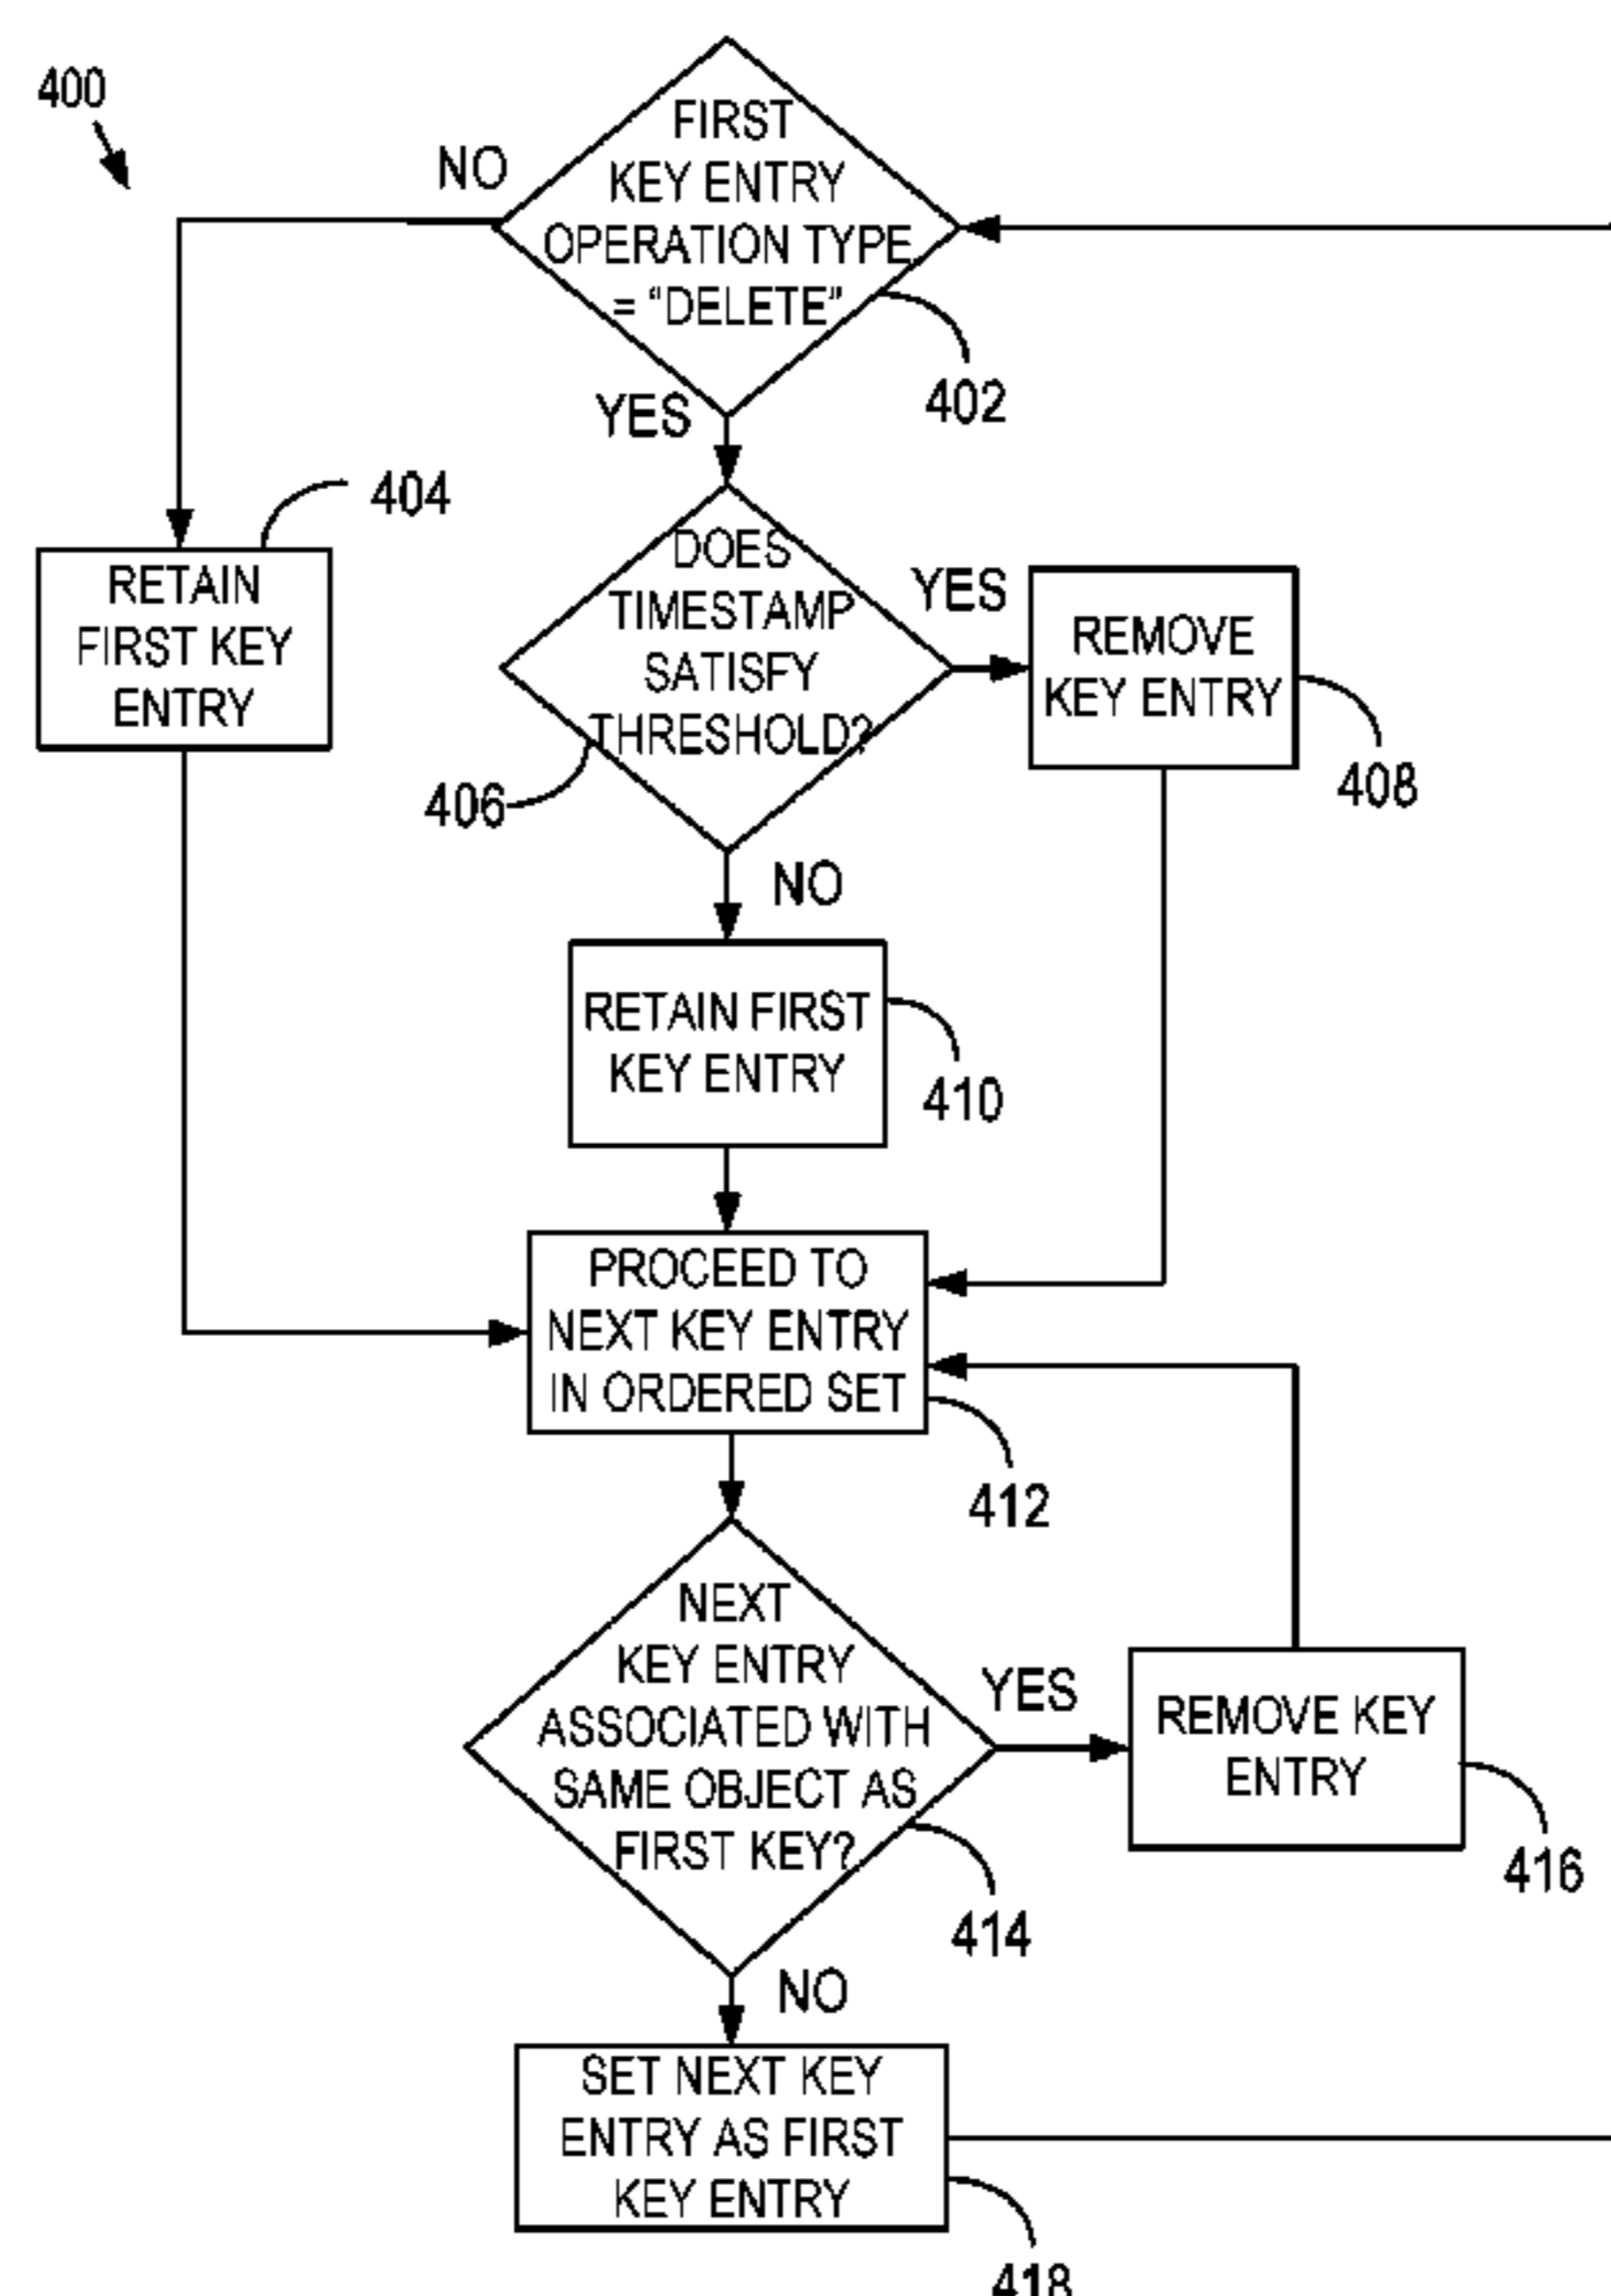 400
FIRST
KEY ENTRY
OPERATION TYPE
= “DELETE”
NO
402
YES
404
RETAIN
FIRST KEY
ENTRY
DOES
TIMESTAMP
SATISFY
THRESHOLD?
406
YES
REMOVE
KEY ENTRY
408
NO
RETAIN FIRST
KEY ENTRY
410
PROCEED TO
NEXT KEY ENTRY
IN ORDERED SET
412
NEXT
KEY ENTRY
ASSOCIATED WITH
SAME OBJECT AS
FIRST KEY?
414
YES
REMOVE KEY
ENTRY
416
NO
SET NEXT KEY
ENTRY AS FIRST
KEY ENTRY
418